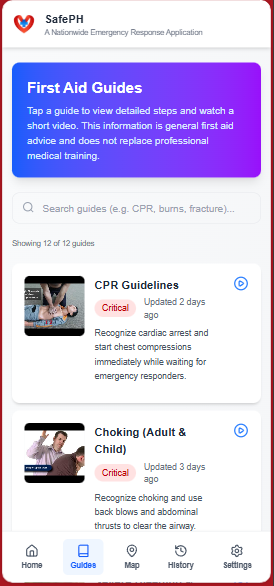 SafePH
A Nationwide Emergency Response Application
First Aid Guides
Tap a guide to view detailed steps and watch a
short video. This information is general first aid
advice and does not replace professional
medical training.
Search guides (e.g. CPR, burns, fracture)...
Showing 12 of 12 guides
CPR Guidelines
Critical
Updated 2 days
ago
Recognize cardiac arrest and
start chest compressions
immediately while waiting for
emergency responders.
Choking (Adult &
Child)
Critical
Updated 3 days
ago
Recognize choking and use
back blows and abdominal
thrusts to clear the airway.
Home
Guides
Map
History
Settings